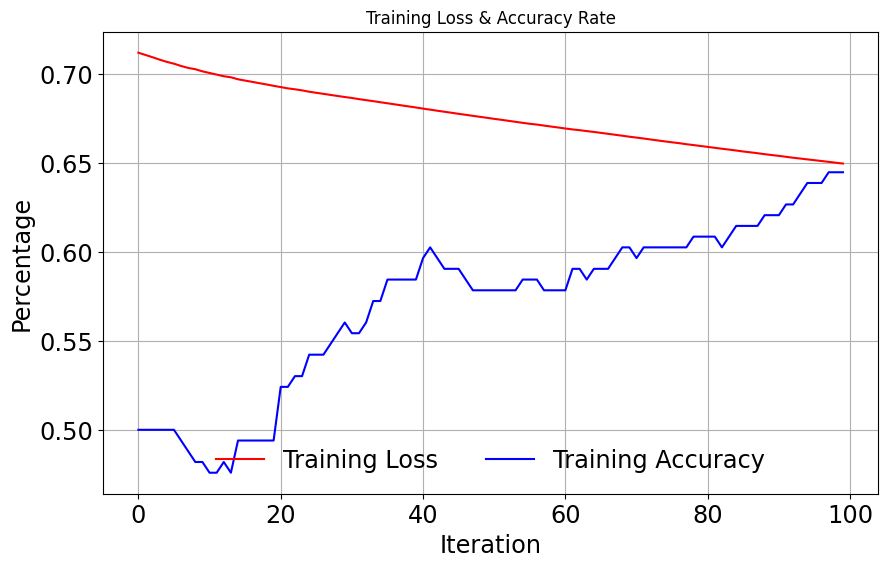 Training Loss & Accuracy Rate
Percentage
0.70
0.65
0.60
0.55
0.50
Training Loss Training Accuracy
0 20 40 60 80 100
Iteration